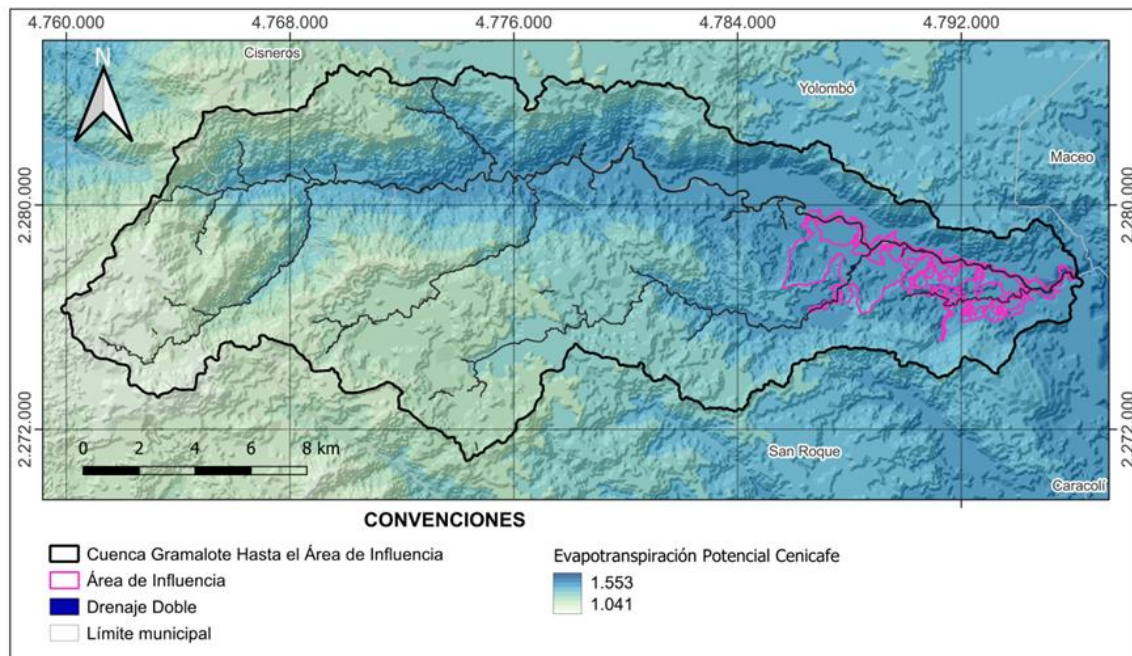 4.760.000 4.768.000 4.776.000 4.784.000 4.792.000
Cisneros
N
Yolombó
Maceo
2.280.000 2.280.000
2.272.000 2.272.000
0 2 4 6 8 km
San Roque
Caracolí
CONVENCIONES
Cuenca Gramalote Hasta el Área de Influencia
Área de Influencia
Drenaje Doble
Límite municipal
Evapotranspiración Potencial Cenicafe
1.553
1.041